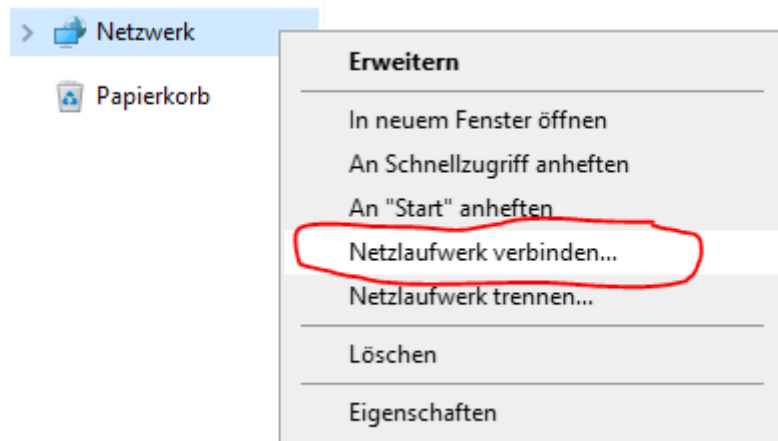 Netzwerk
Papierkorb
Erweitern
In neuem Fenster öffnen
An Schnellzugriff anheften
An "Start" anheften
Netzlaufwerk verbinden...
Netzlaufwerk trennen...
Löschen
Eigenschaften